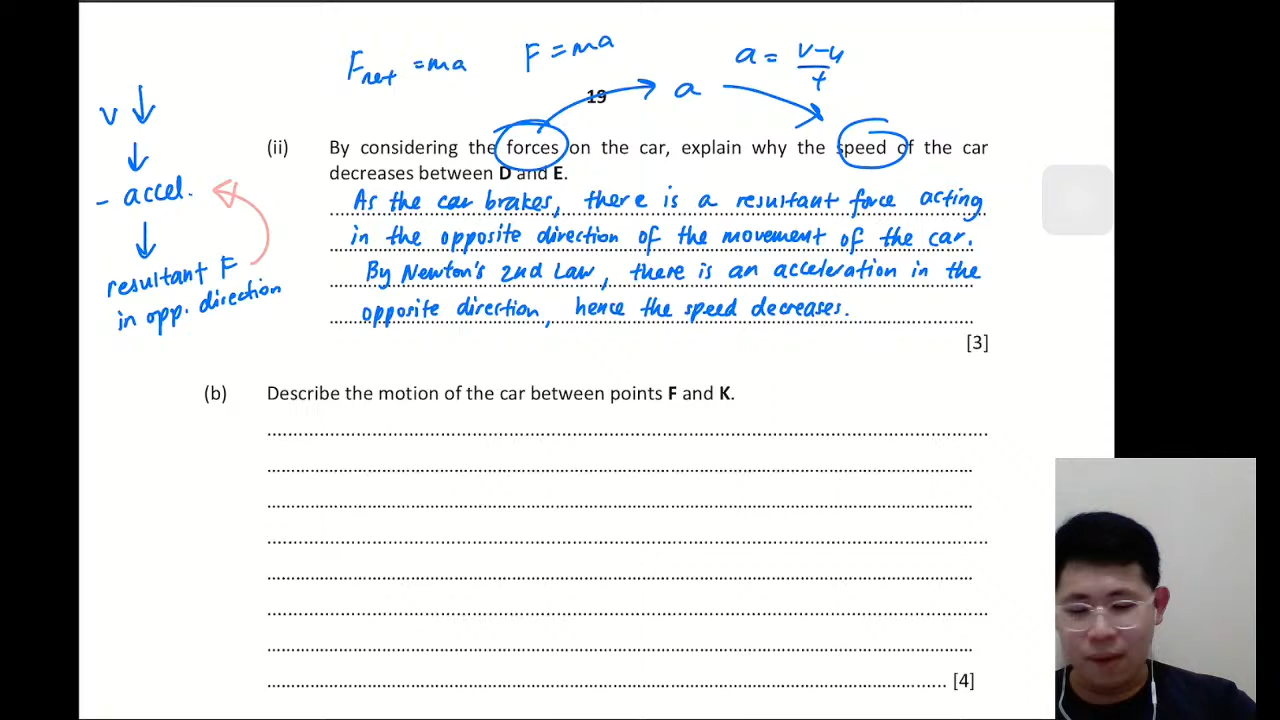 F_net = ma
F = ma
a = v-u / t
19
a
v ↓
↓
- accel.
↓
resultant F
in opp. direction
(ii) By considering the forces on the car, explain why the speed of the car
decreases between D and E.
As the car brakes, there is a resultant force acting
in the opposite direction of the movement of the car.
By Newton's 2nd Law, there is an acceleration in the
opposite direction, hence the speed decreases.
[3]
(b) Describe the motion of the car between points F and K.
[4]